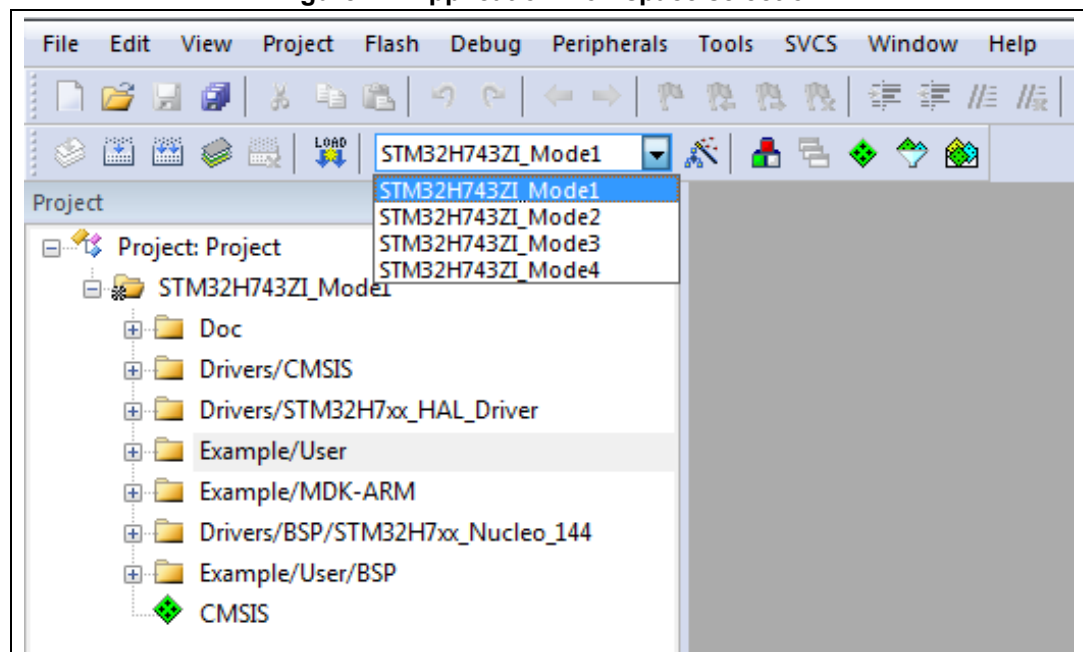 File Edit View Project Flash Debug Peripherals Tools SVCS Window Help
LOAD
STM32H743ZI_Mode1
STM32H743ZI_Mode1
STM32H743ZI_Mode2
STM32H743ZI_Mode3
STM32H743ZI_Mode4
Project
Project: Project
STM32H743ZI_Mode1
Doc
Drivers/CMSIS
Drivers/STM32H7xx_HAL_Driver
Example/User
Example/MDK-ARM
Drivers/BSP/STM32H7xx_Nucleo_144
Example/User/BSP
CMSIS